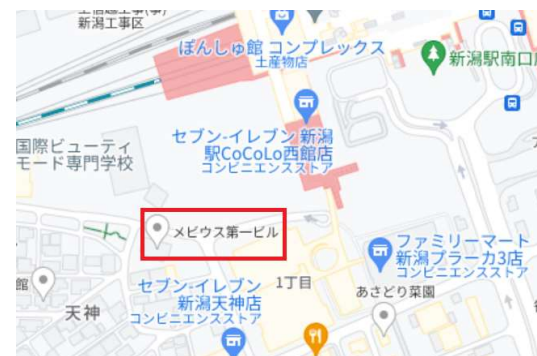 新潟工事区
ぽんしゅ館 コンプレックス
土産物店
新潟駅南口
セブン-イレブン 新潟
駅CoCoLo西館店
コンビニエンスストア
国際ビューティ
モード専門学校
メビウス第一ビル
ファミリーマート
新潟プラーカ3店
コンビニエンスストア
セブン-イレブン
新潟天神店
コンビニエンスストア
1丁目
あさどり菜園
館
天神